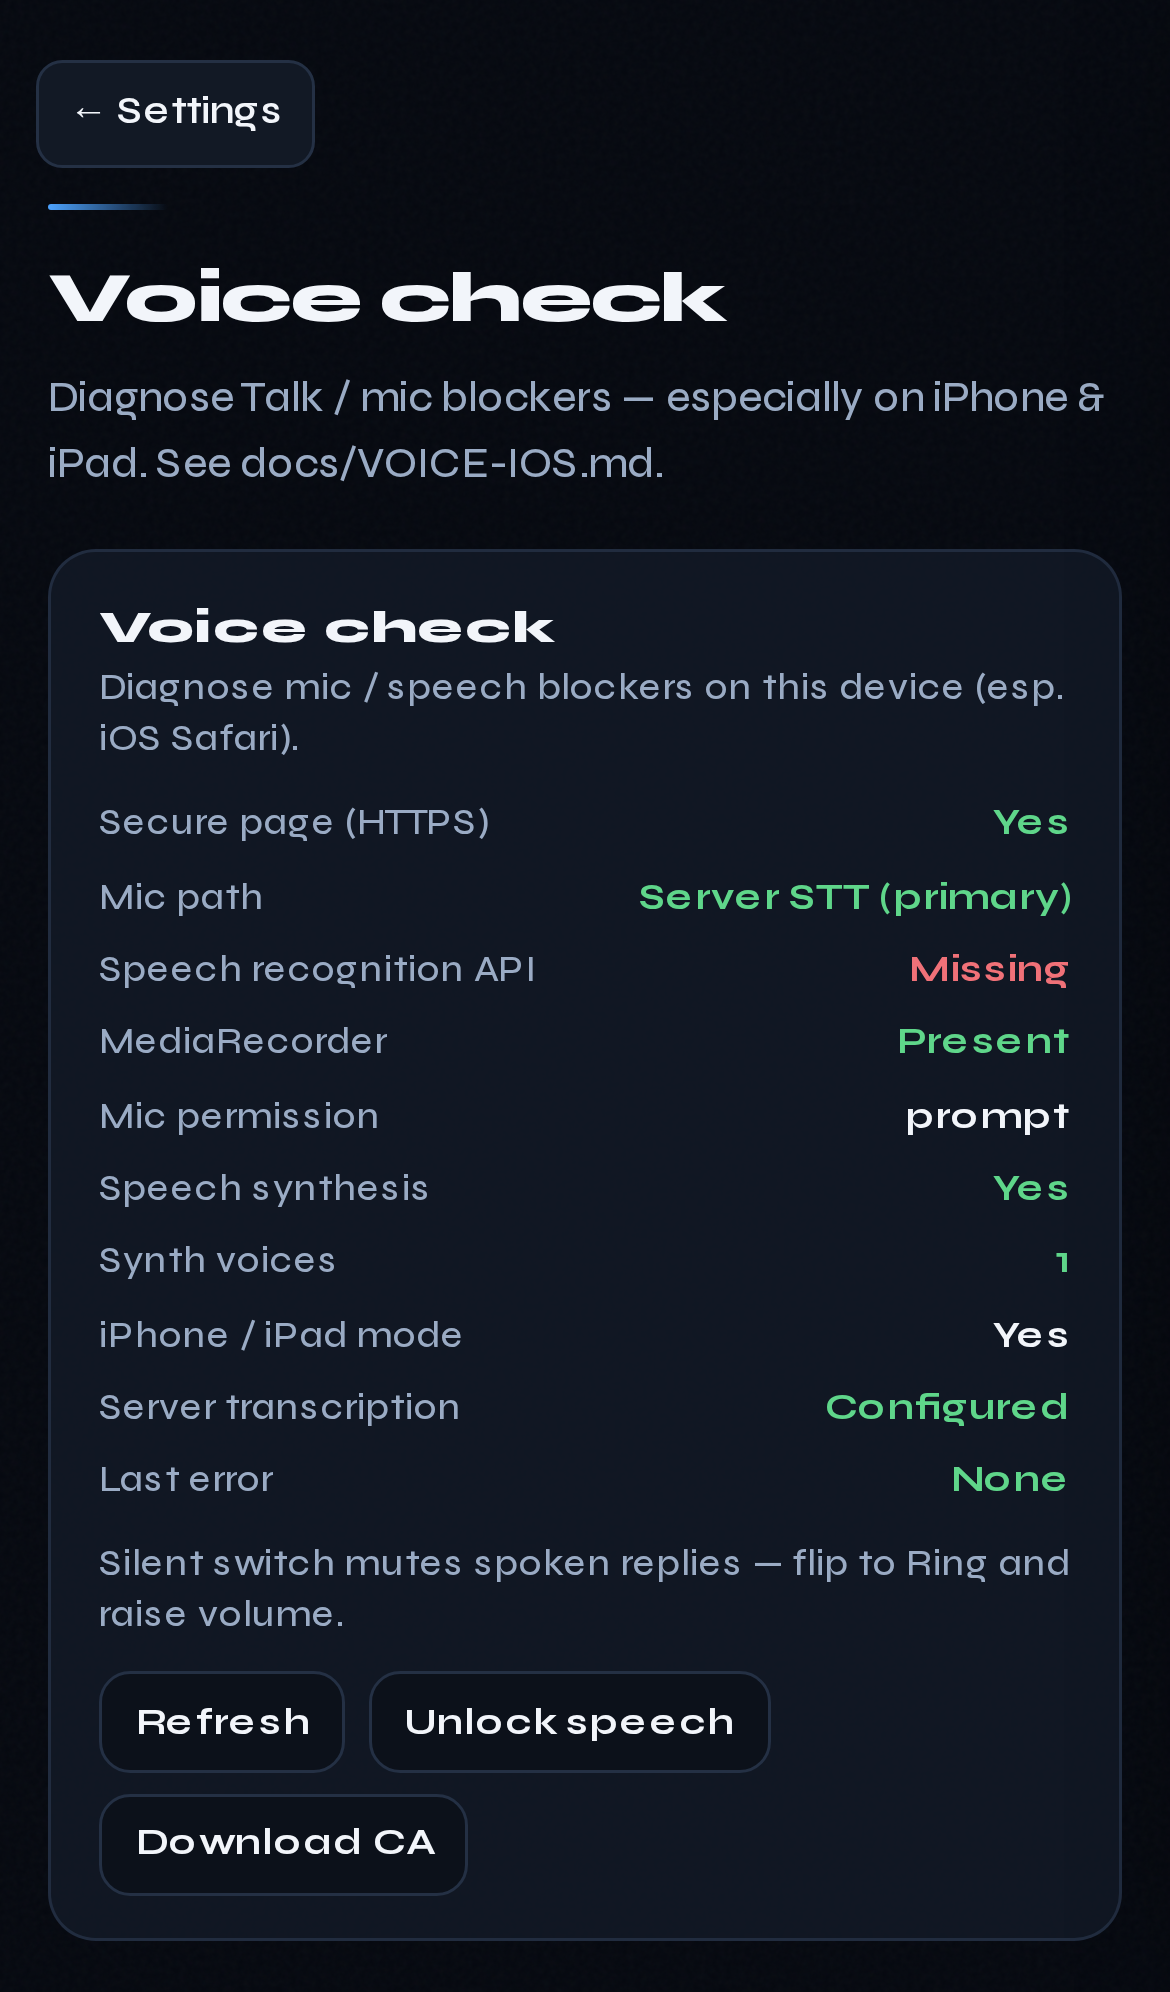 ← Settings
Voice check
Diagnose Talk / mic blockers — especially on iPhone &
iPad. See docs/VOICE-IOS.md.
Voice check
Diagnose mic / speech blockers on this device (esp.
iOS Safari).
Secure page (HTTPS) Yes
Mic path Server STT (primary)
Speech recognition API Missing
MediaRecorder Present
Mic permission prompt
Speech synthesis Yes
Synth voices 1
iPhone / iPad mode Yes
Server transcription Configured
Last error None
Silent switch mutes spoken replies — flip to Ring and
raise volume.
Refresh Unlock speech
Download CA